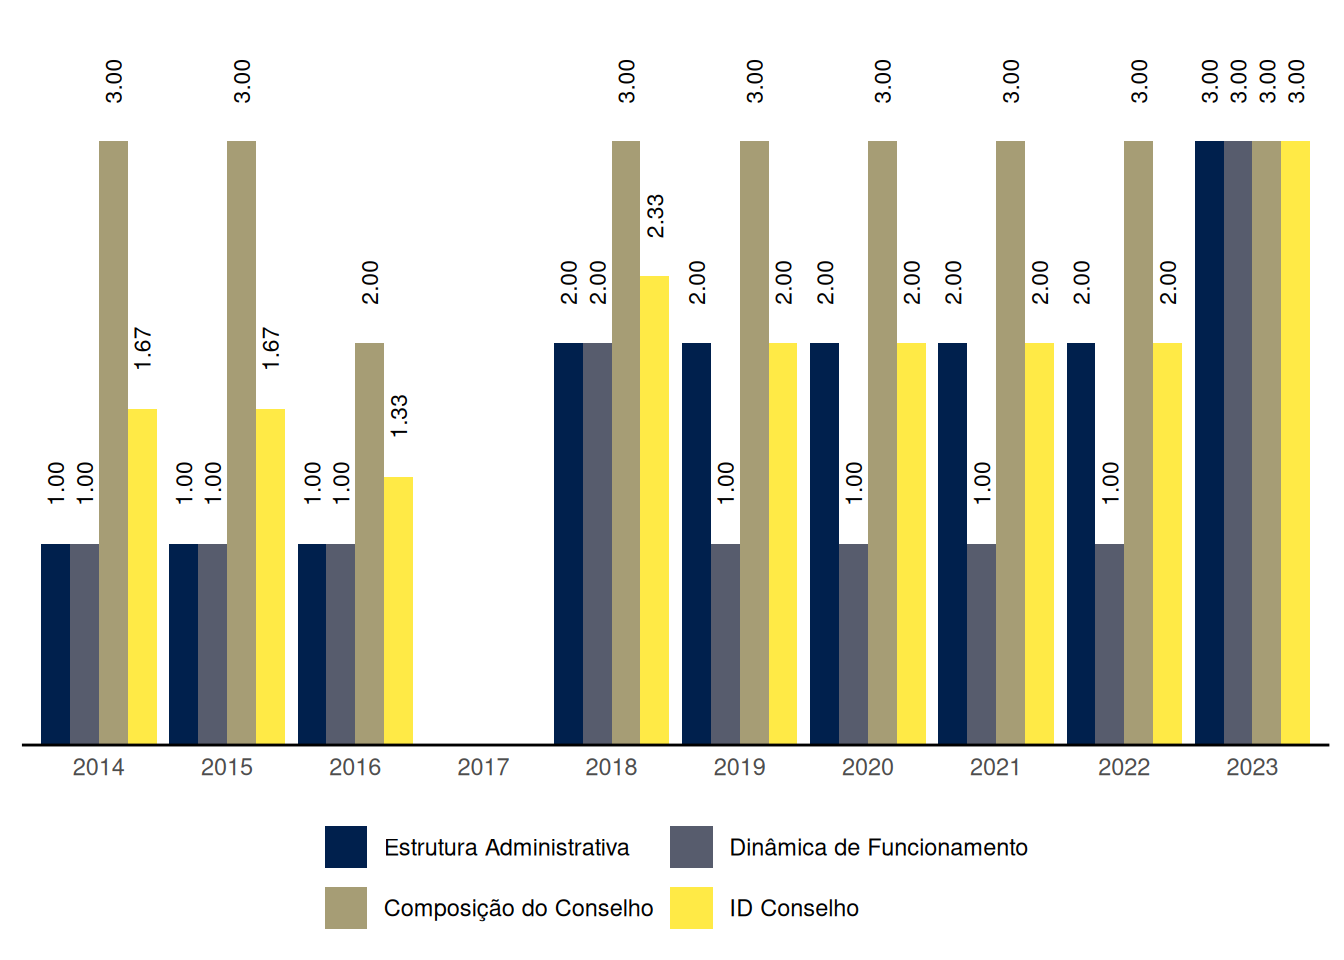 3.00 3.00 3.00 3.00 3.00 3.00 3.00 3.00 3.00 3.00 3.00
2.33
2.00 2.00 2.00 2.00 2.00 2.00 2.00 2.00 2.00 2.00 2.00
1.67 1.67
1.33
1.00 1.00 1.00 1.00 1.00 1.00 1.00 1.00 1.00 1.00
2014 2015 2016 2017 2018 2019 2020 2021 2022 2023
Estrutura Administrativa Dinâmica de Funcionamento
Composição do Conselho ID Conselho